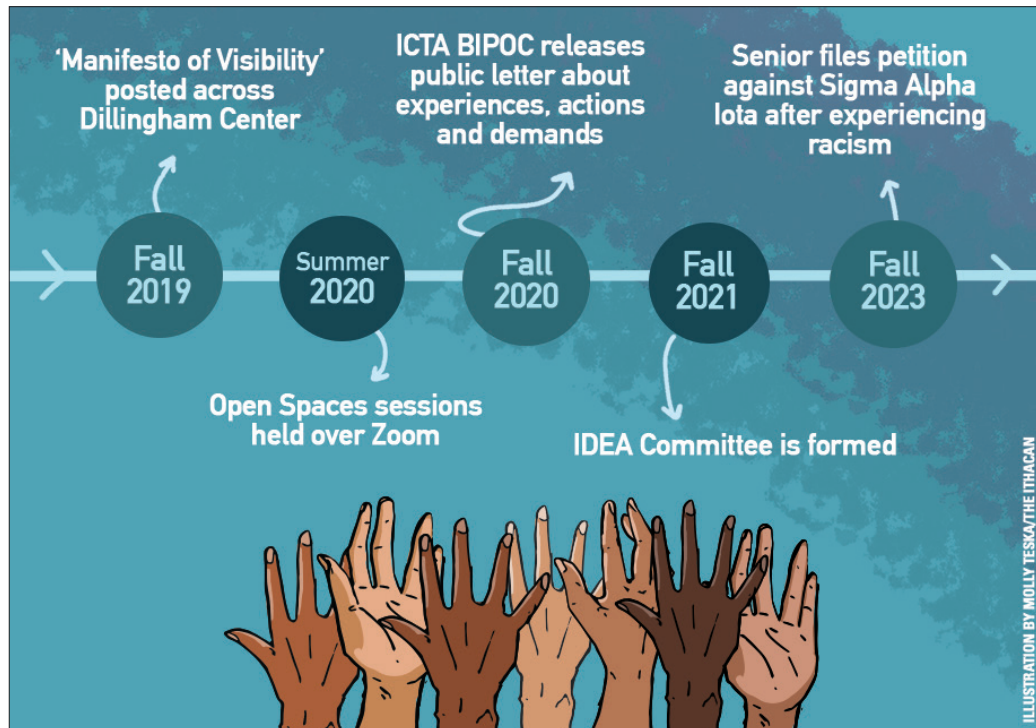 ‘Manifesto of Visibility’
posted across
Dillingham Center
ICTA BIPOC releases
public letter about
experiences, actions
and demands
Senior files petition
against Sigma Alpha
Iota after experiencing
racism
Fall
2019
Summer
2020
Fall
2020
Fall
2021
Fall
2023
Open Spaces sessions
held over Zoom
IDEA Committee is formed
ILLUSTRATION BY MOLLY TESKA/THE ITHACAN